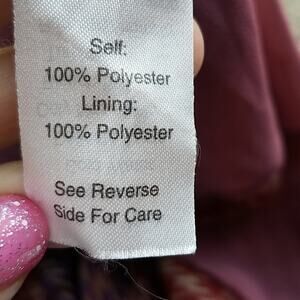 Self:
100% Polyester
Lining:
100% Polyester
See Reverse
Side For Care